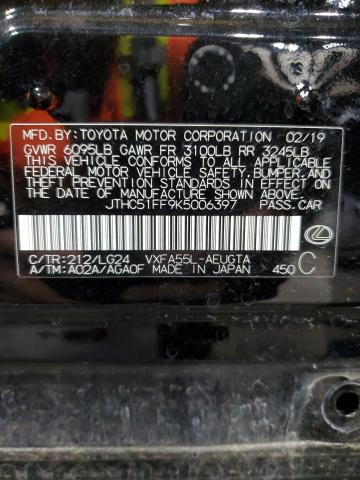 MFD. BY: TOYOTA MOTOR CORPORATION 02/19
GVWR 6095LB GAWR FR 3100LB RR 3245LB
THIS VEHICLE CONFORMS TO ALL APPLICABLE
FEDERAL MOTOR VEHICLE SAFETY, BUMPER, AND
THEFT PREVENTION STANDARDS IN EFFECT ON THE
DATE OF MANUFACTURE SHOWN ABOVE.
JTHC51FF9K5006397 PASS. CAR
C/TR: 212/LG24 VXFA55L-AEUGTA
A/TM: A02A/AGA0F MADE IN JAPAN 450 C